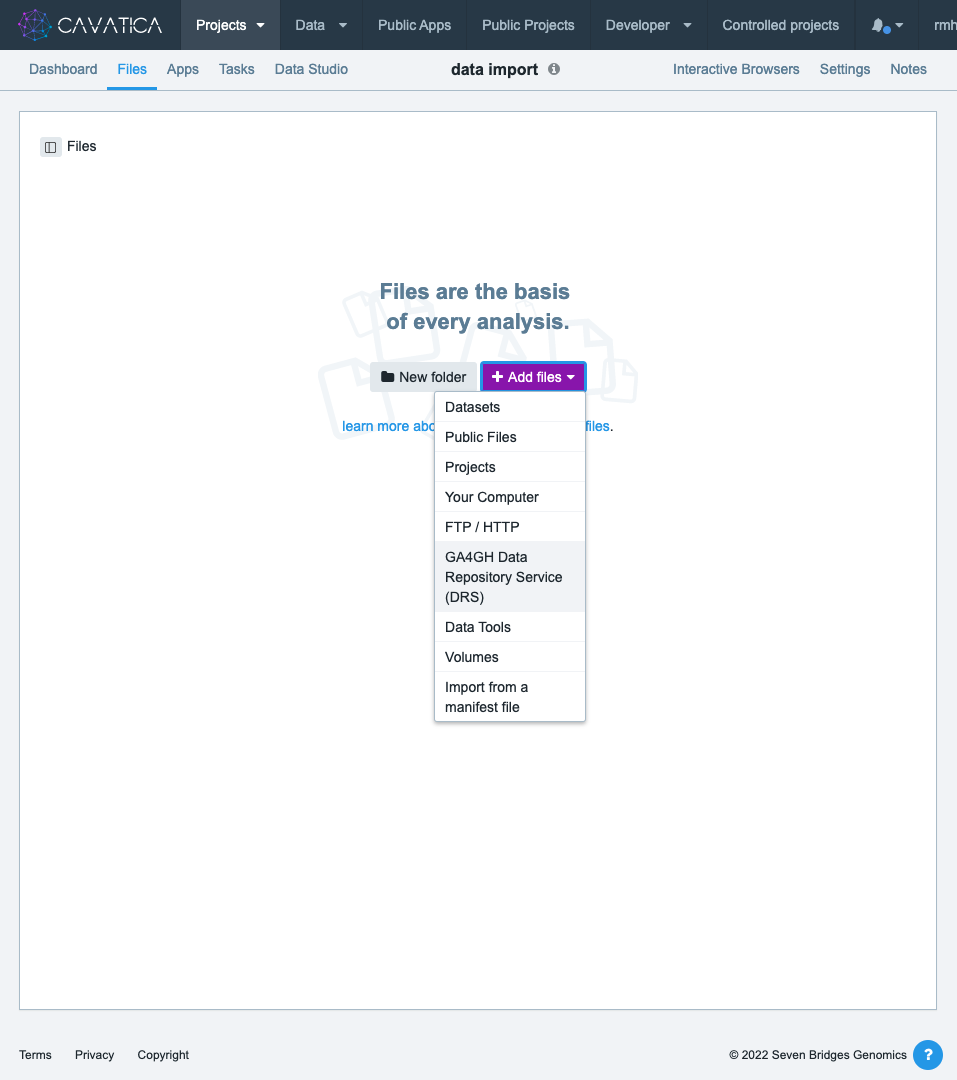 CAVATICA Projects Data Public Apps Public Projects Developer Controlled projects rmh
Dashboard Files Apps Tasks Data Studio data import Interactive Browsers Settings Notes
Files
Files are the basis
of every analysis.
New folder + Add files
learn more abo files.
Datasets
Public Files
Projects
Your Computer
FTP / HTTP
GA4GH Data
Repository Service
(DRS)
Data Tools
Volumes
Import from a
manifest file
Terms Privacy Copyright © 2022 Seven Bridges Genomics ?